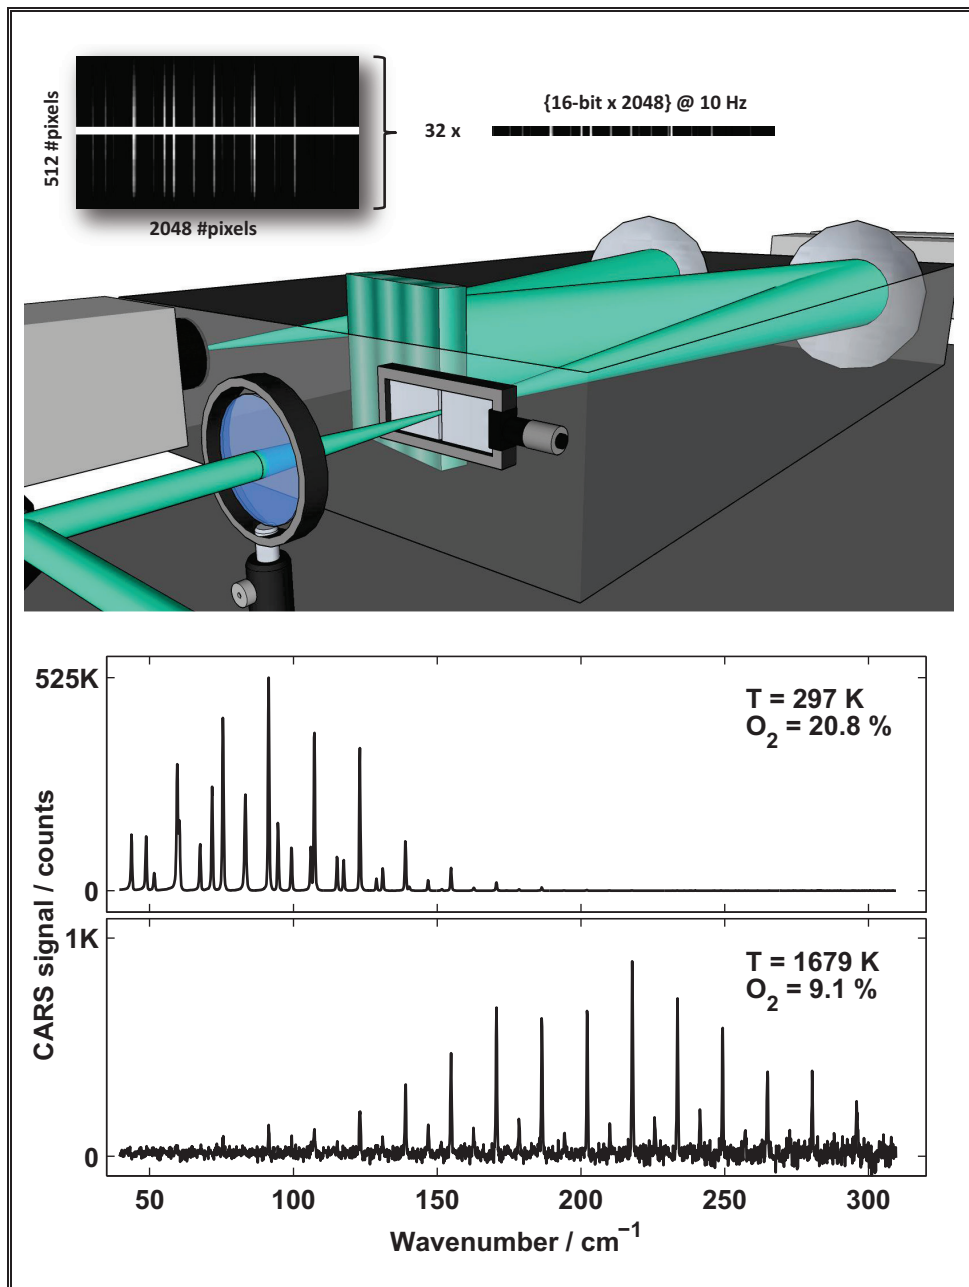 512 #pixels
2048 #pixels
32 x
{16-bit x 2048} @ 10 Hz
CARS signal / counts
525K
0
T = 297 K
O2 = 20.8 %
1K
0
T = 1679 K
O2 = 9.1 %
50 100 150 200 250 300
Wavenumber / cm−1